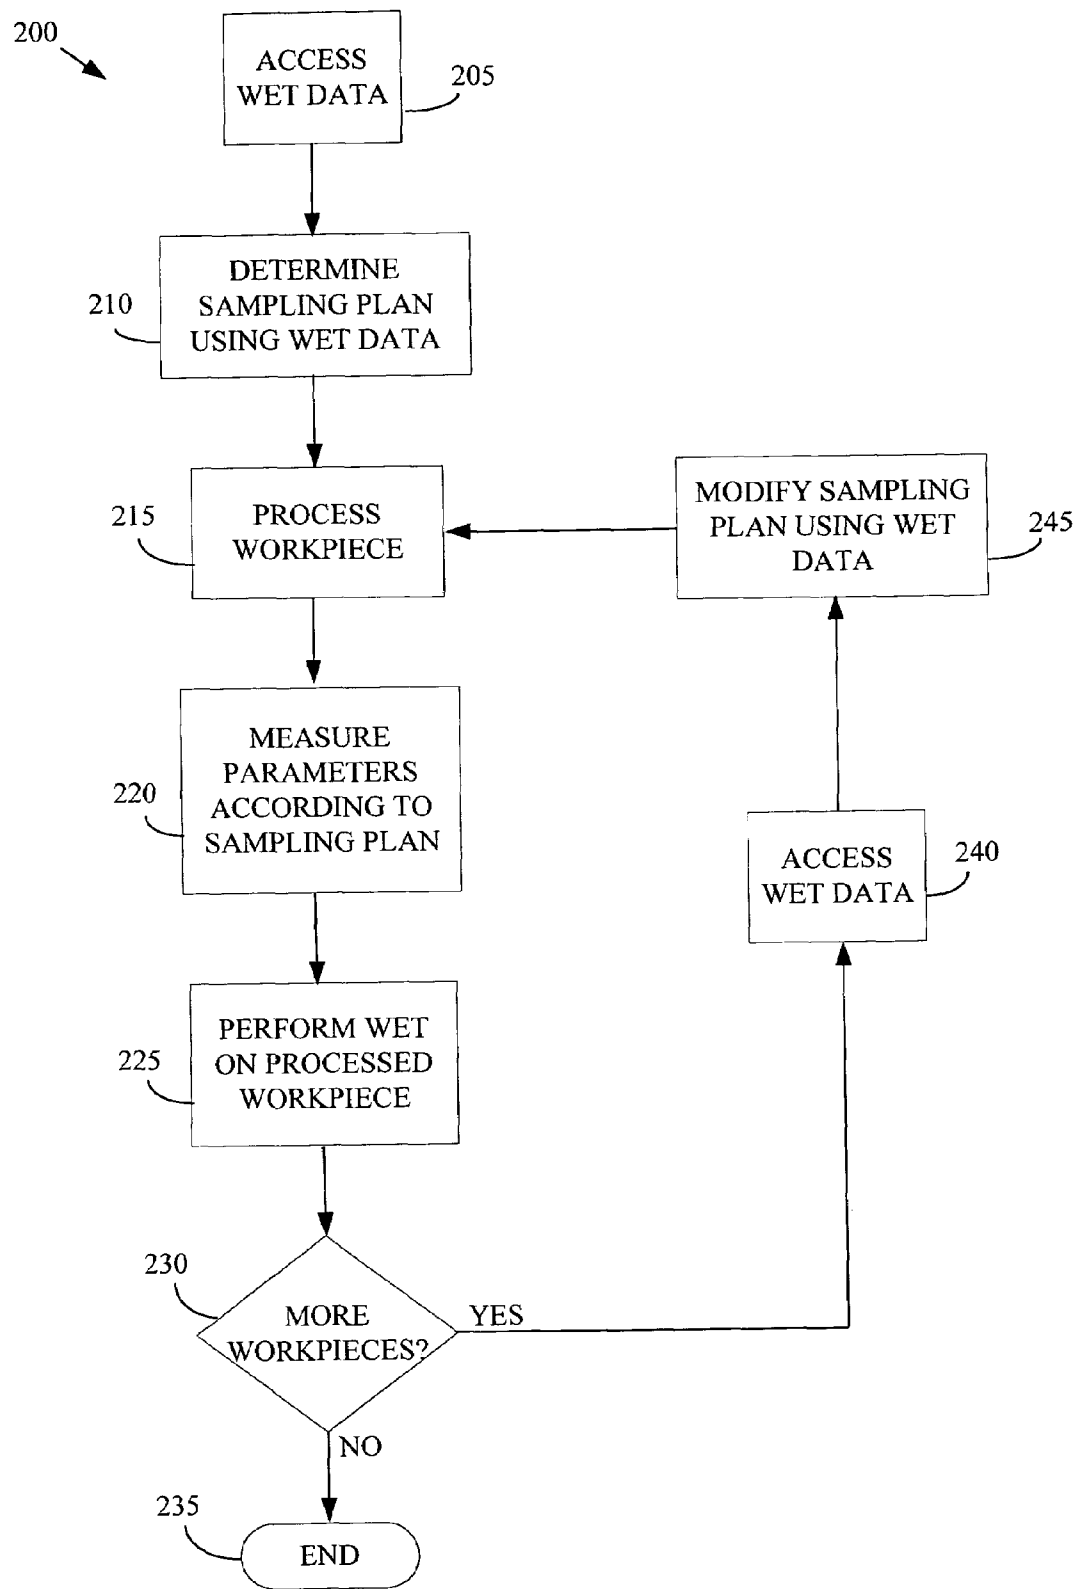 200
ACCESS
WET DATA
205
DETERMINE
SAMPLING PLAN
USING WET DATA
210
PROCESS
WORKPIECE
215
MODIFY SAMPLING
PLAN USING WET
DATA
245
MEASURE
PARAMETERS
ACCORDING TO
SAMPLING PLAN
220
ACCESS
WET DATA
240
PERFORM WET
ON PROCESSED
WORKPIECE
225
230
MORE
WORKPIECES?
YES
NO
235
END